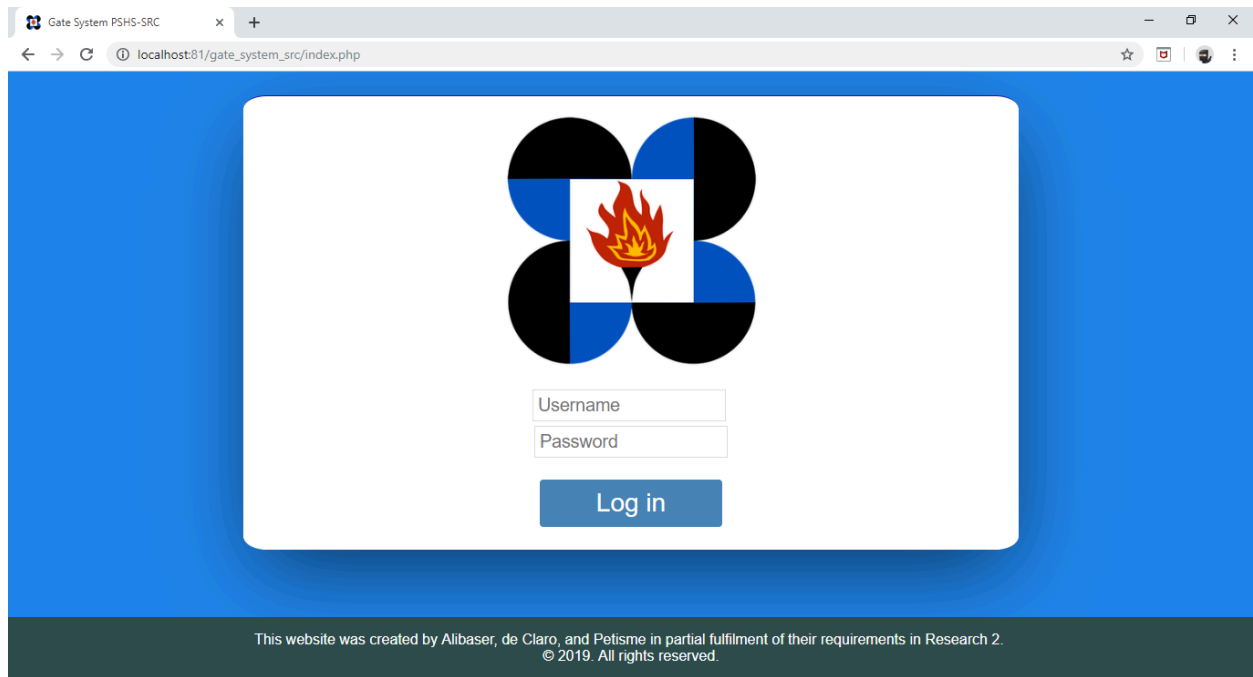 Gate System PSHS-SRC
localhost:81/gate_system_src/index.php
Username
Password
Log in
This website was created by Alibaser, de Claro, and Petisme in partial fulfilment of their requirements in Research 2.
© 2019. All rights reserved.